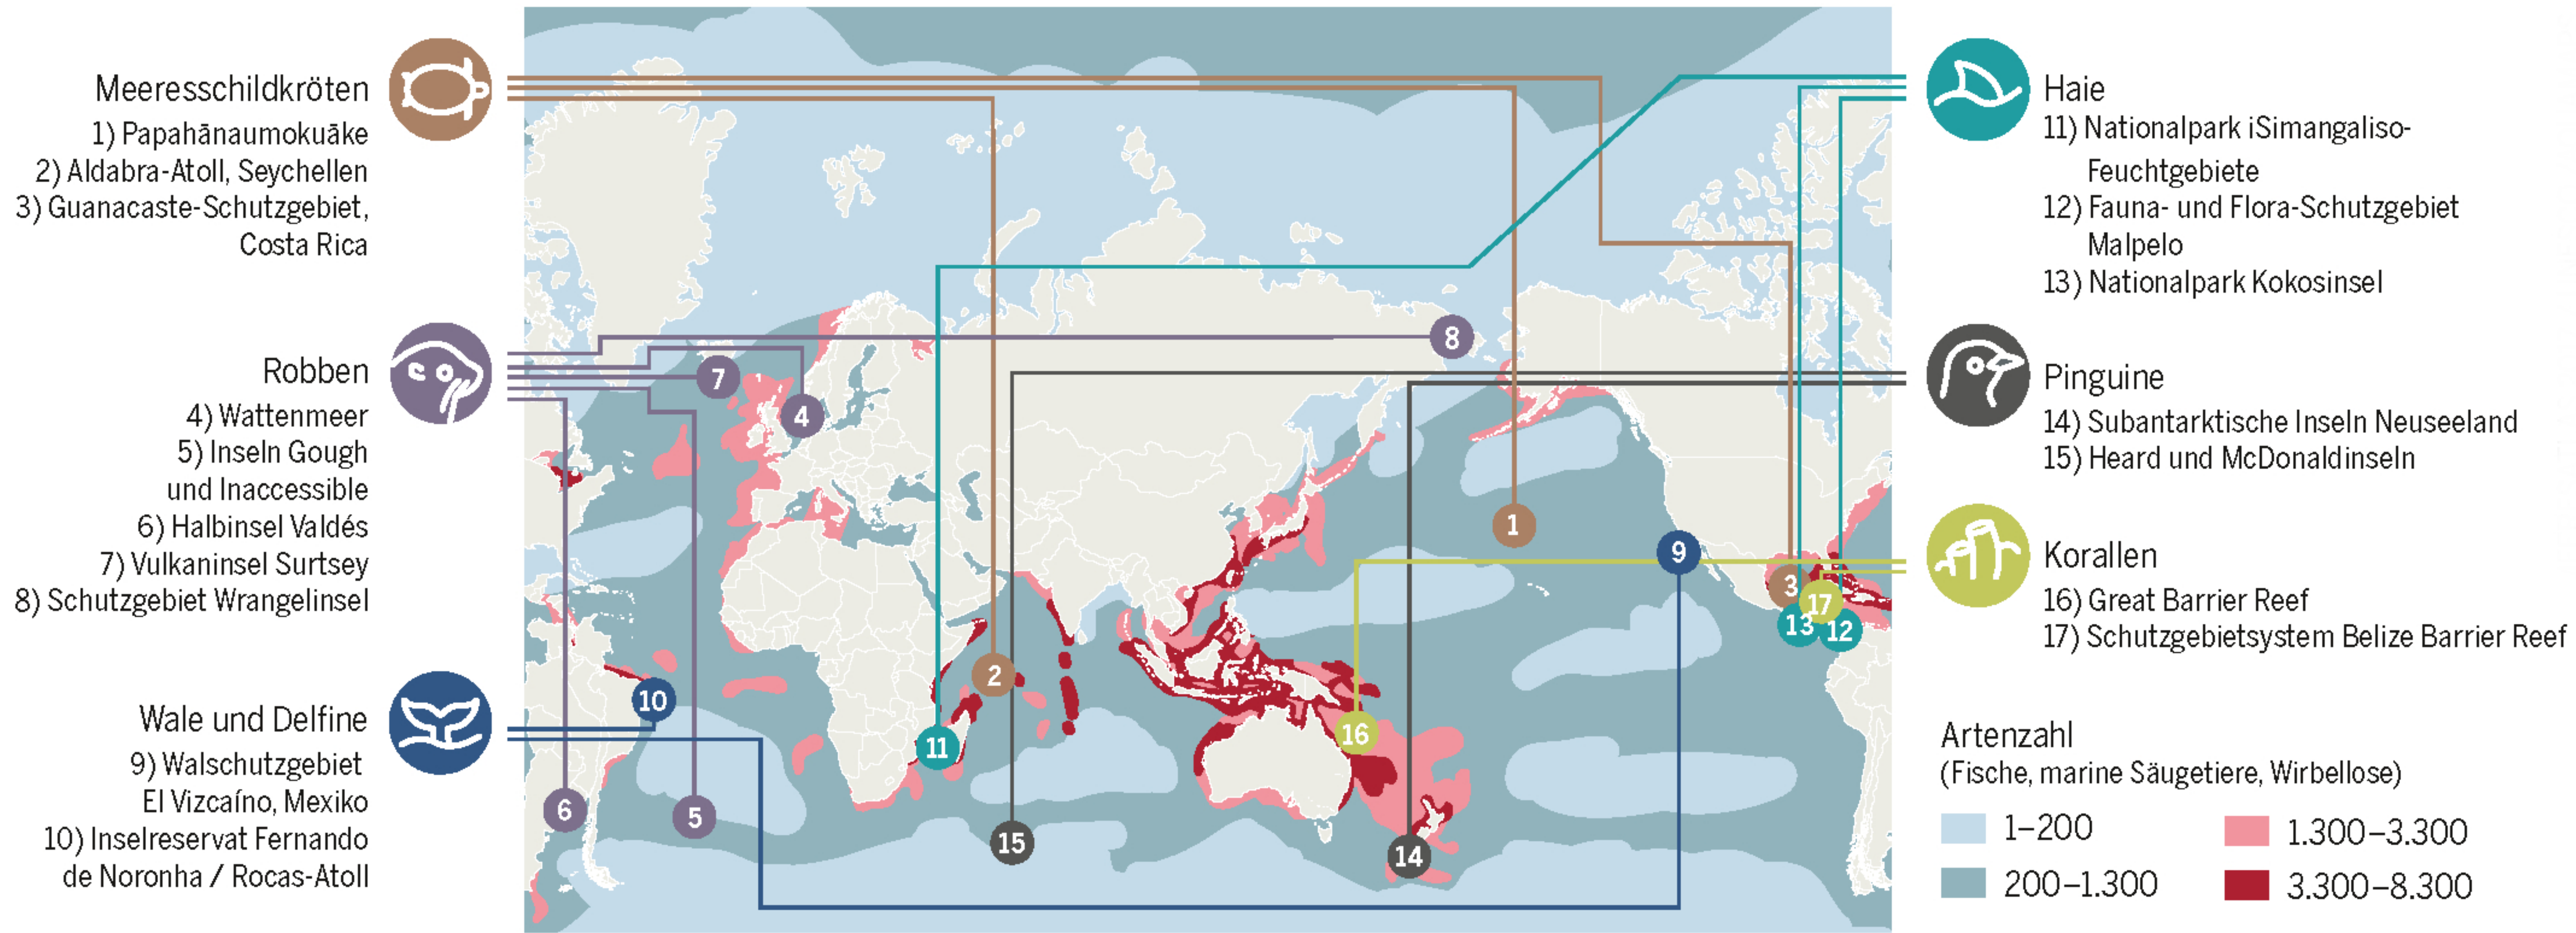 Meeresschildkröten
1) Papahānaumokuāke
2) Aldabra-Atoll, Seychellen
3) Guanacaste-Schutzgebiet,
Costa Rica
Robben
4) Wattenmeer
5) Inseln Gough
und Inaccessible
6) Halbinsel Valdés
7) Vulkaninsel Surtsey
8) Schutzgebiet Wrangelinsel
Wale und Delfine
9) Walschutzgebiet
El Vizcaíno, Mexiko
10) Inselreservat Fernando
de Noronha / Rocas-Atoll
8
7
4
1
9
3
17
13
12
2
10
11
16
6
5
15
14
Haie
11) Nationalpark iSimangaliso-
Feuchtgebiete
12) Fauna- und Flora-Schutzgebiet
Malpelo
13) Nationalpark Kokosinsel
Pinguine
14) Subantarktische Inseln Neuseeland
15) Heard und McDonaldinseln
Korallen
16) Great Barrier Reef
17) Schutzgebietsystem Belize Barrier Reef
Artenzahl
(Fische, marine Säugetiere, Wirbellose)
1–200
200–1.300
1.300–3.300
3.300–8.300